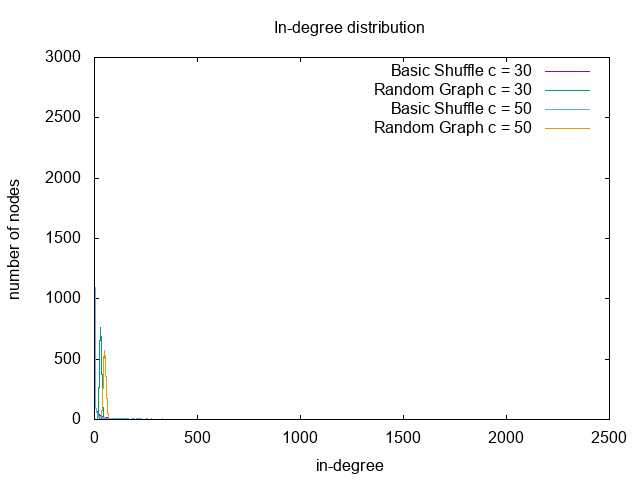 In-degree distribution
3000
2500
2000
1500
1000
500
0
number of nodes
Basic Shuffle c = 30
Random Graph c = 30
Basic Shuffle c = 50
Random Graph c = 50
0 500 1000 1500 2000 2500
in-degree